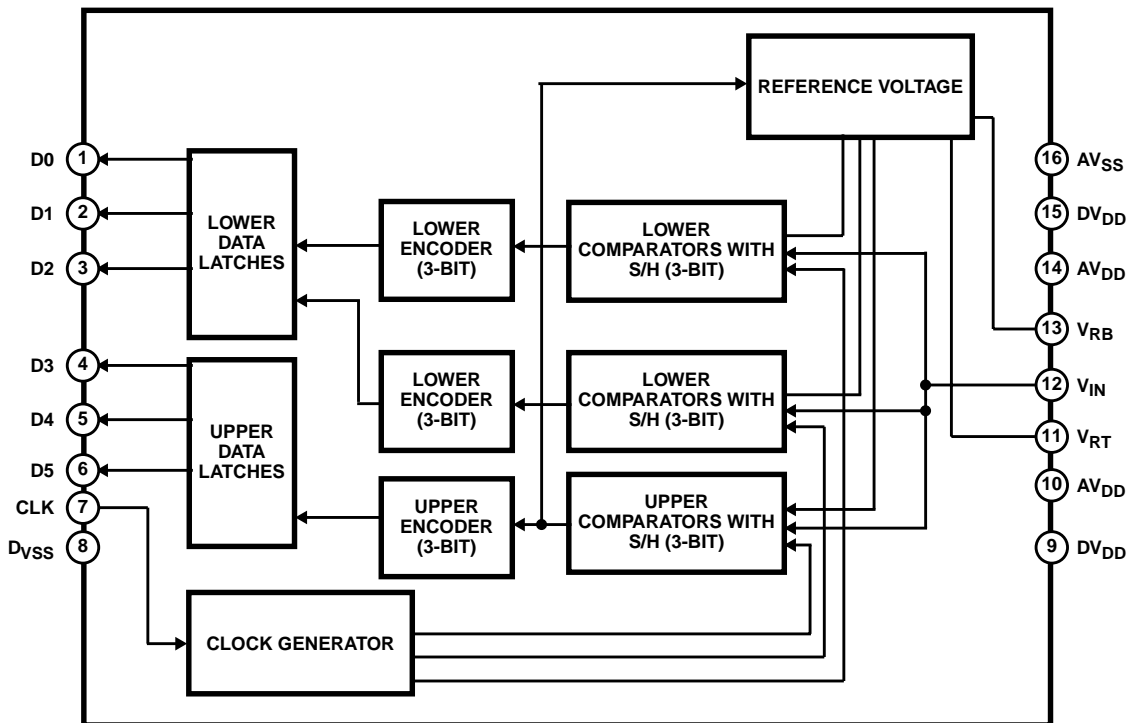 REFERENCE VOLTAGE
D0 1
D1 2
D2 3
D3 4
D4 5
D5 6
CLK 7
DVSS 8
LOWER
DATA
LATCHES
UPPER
DATA
LATCHES
LOWER
ENCODER
(3-BIT)
LOWER
ENCODER
(3-BIT)
UPPER
ENCODER
(3-BIT)
LOWER
COMPARATORS WITH
S/H (3-BIT)
LOWER
COMPARATORS WITH
S/H (3-BIT)
UPPER
COMPARATORS WITH
S/H (3-BIT)
CLOCK GENERATOR
16 AVSS
15 DVDD
14 AVDD
13 VRB
12 VIN
11 VRT
10 AVDD
9 DVDD